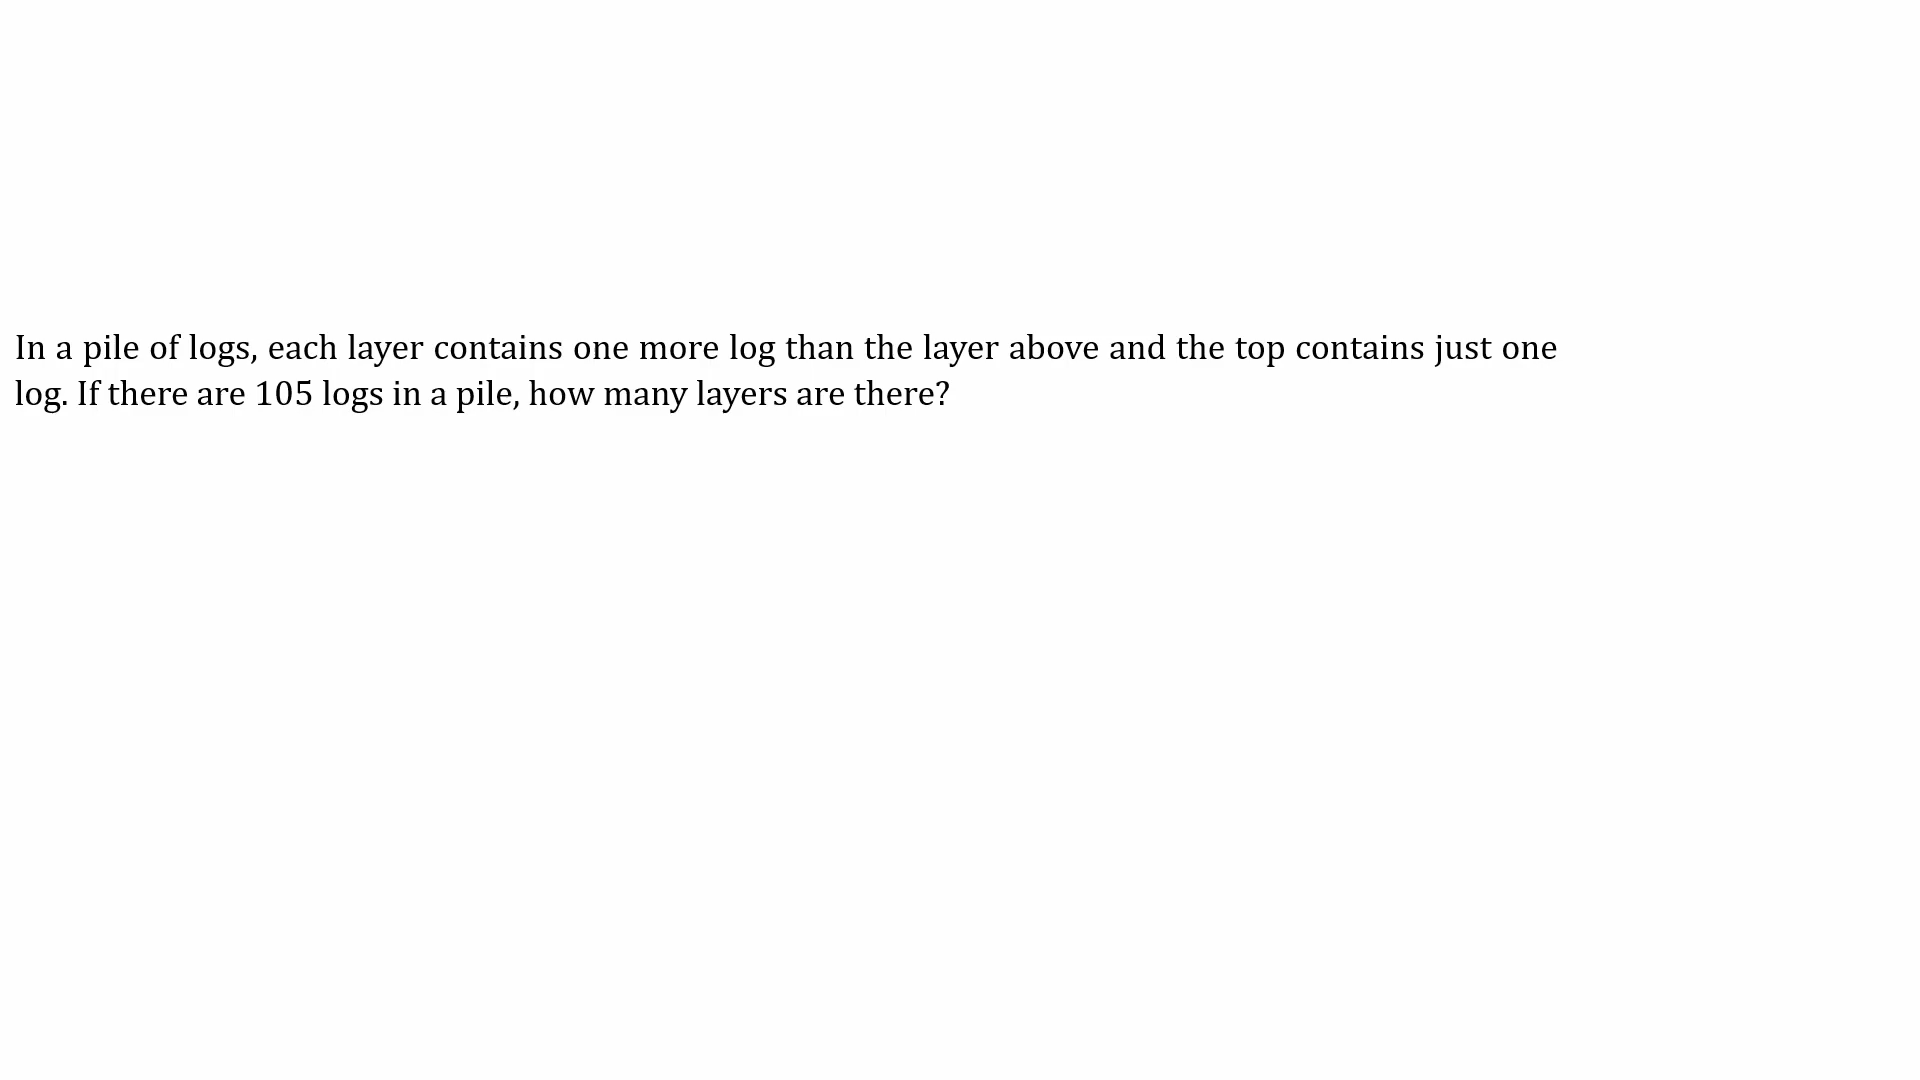 In a pile of logs, each layer contains one more log than the layer above and the top contains just one
log. If there are 105 logs in a pile, how many layers are there?